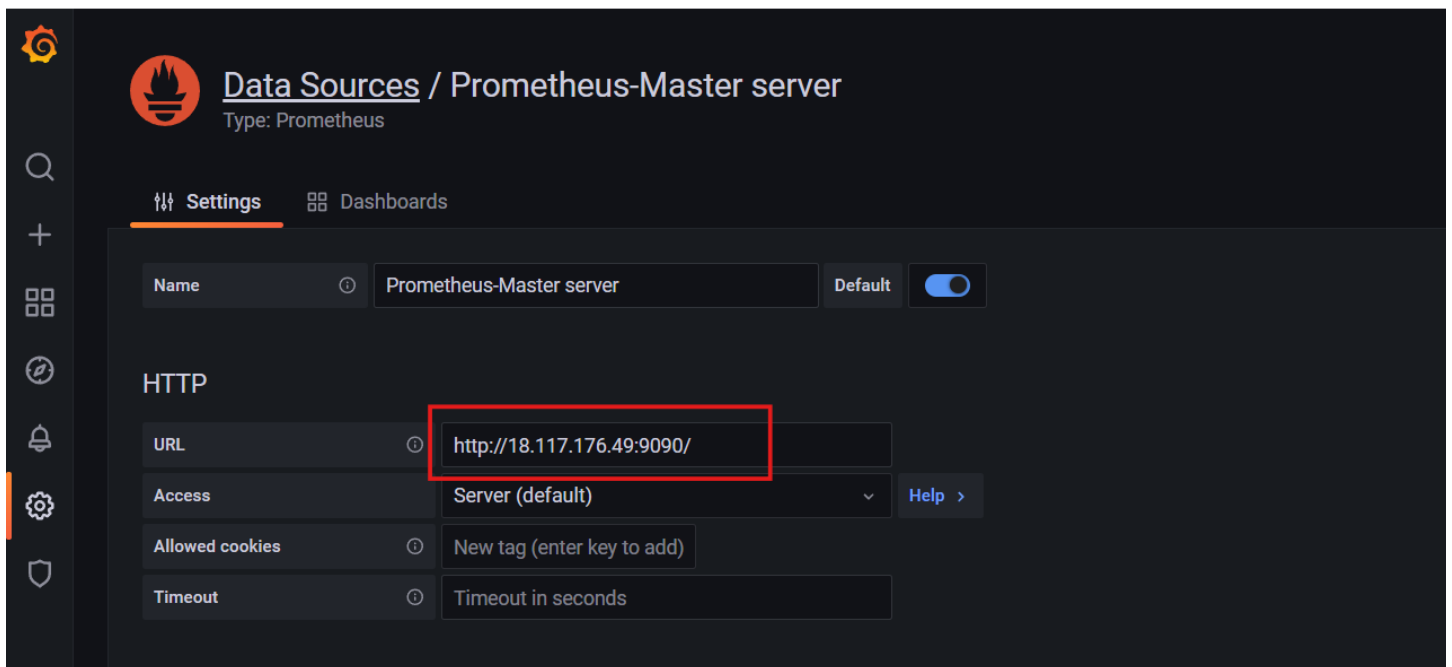 Data Sources / Prometheus-Master server
Type: Prometheus
Settings Dashboards
Name Prometheus-Master server Default
HTTP
URL http://18.117.176.49:9090/
Access Server (default) Help >
Allowed cookies New tag (enter key to add)
Timeout Timeout in seconds